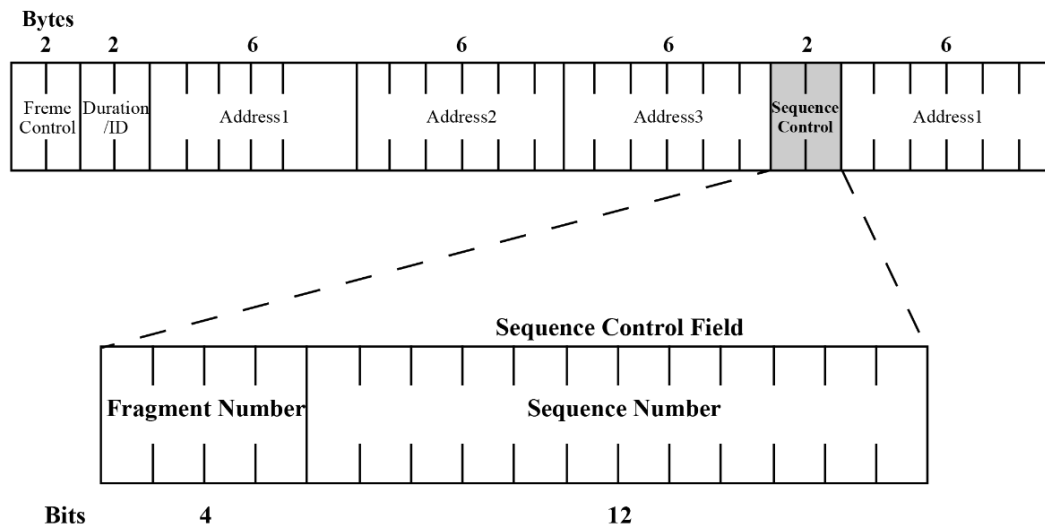 Bytes
2 2 6 6 6 2 6
Freme Control
Duration /ID
Address1
Address2
Address3
Sequence Control
Address1
Sequence Control Field
Fragment Number
Sequence Number
Bits 4 12